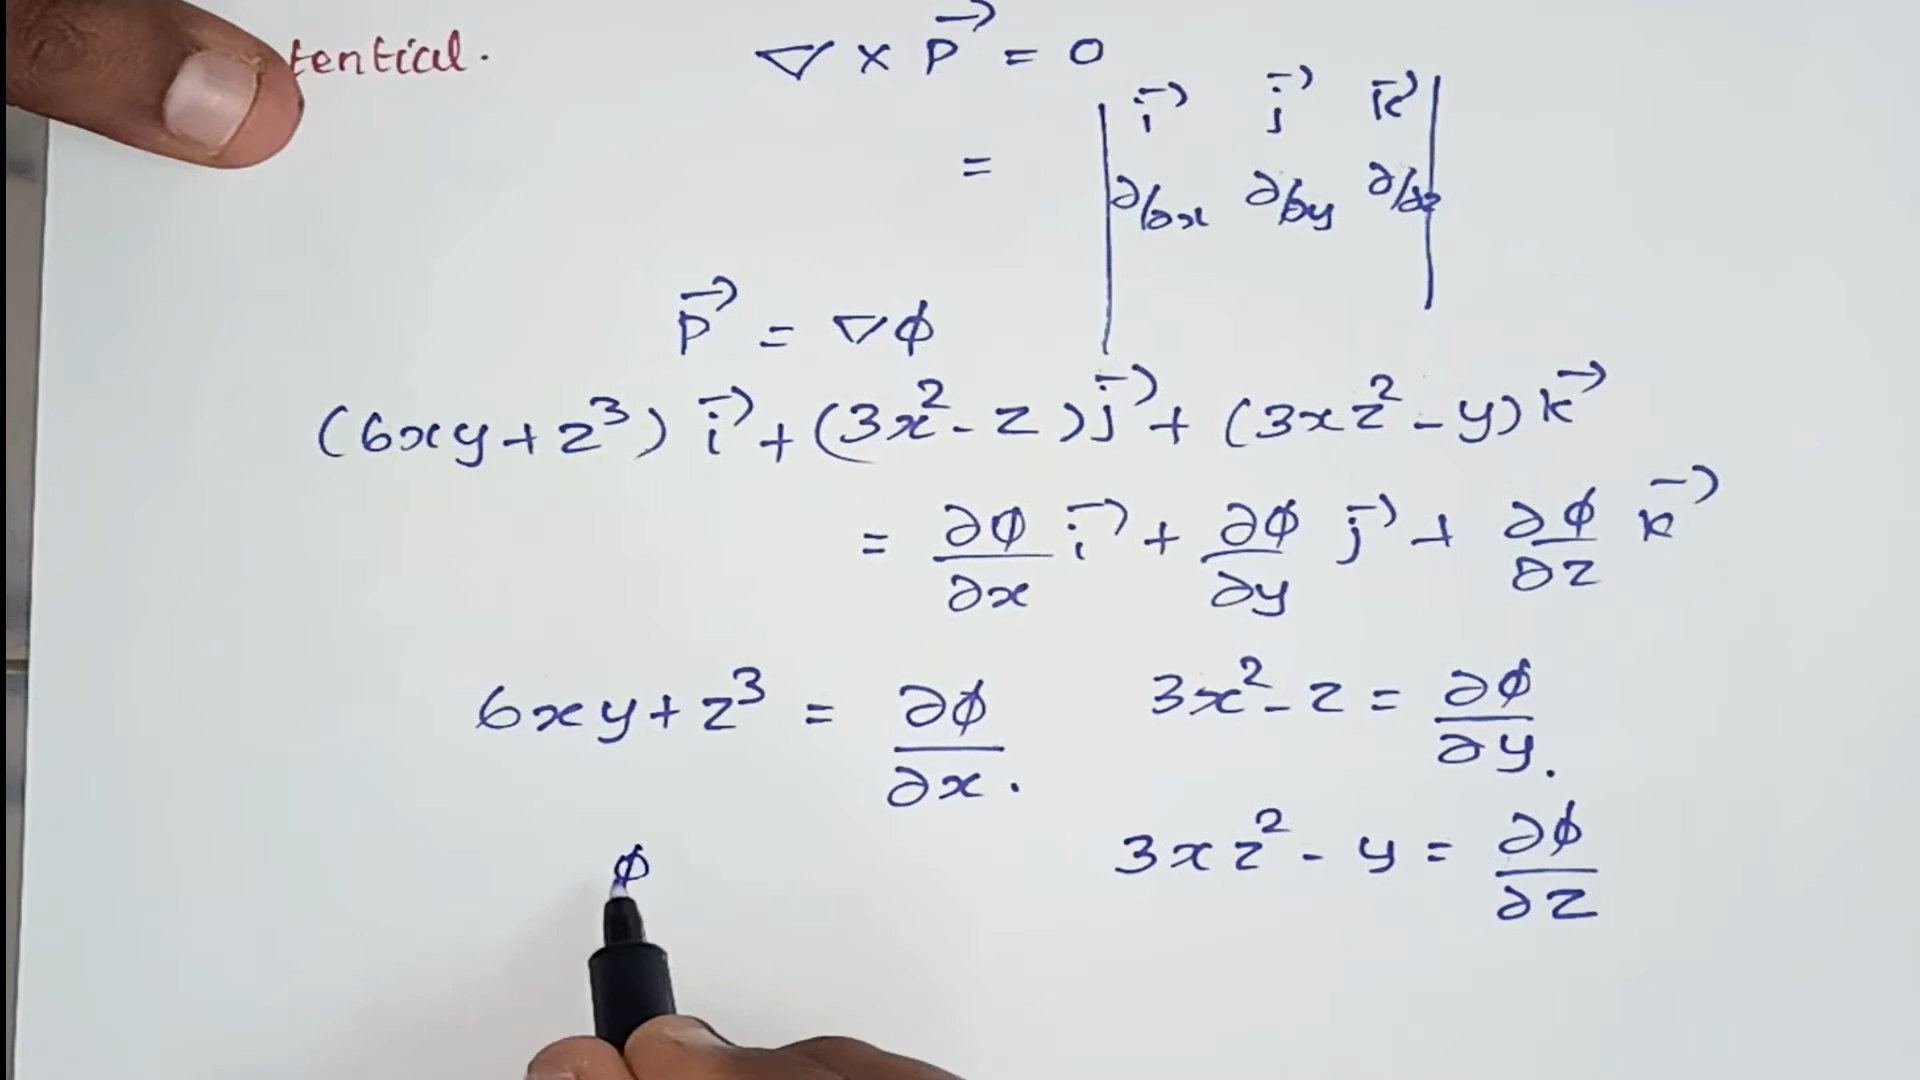 tential.
∇ × P⃗ = 0
= | i⃗ j⃗ k⃗ |
∂/∂x ∂/∂y ∂/∂z
P⃗ = ∇ϕ
(6xy+z³) i⃗ + (3x²-z) j⃗ + (3xz²-y) k⃗
= ∂ϕ/∂x i⃗ + ∂ϕ/∂y j⃗ + ∂ϕ/∂z k⃗
6xy+z³ = ∂ϕ/∂x.
3x²-z = ∂ϕ/∂y.
3xz²-y = ∂ϕ/∂z
ϕ